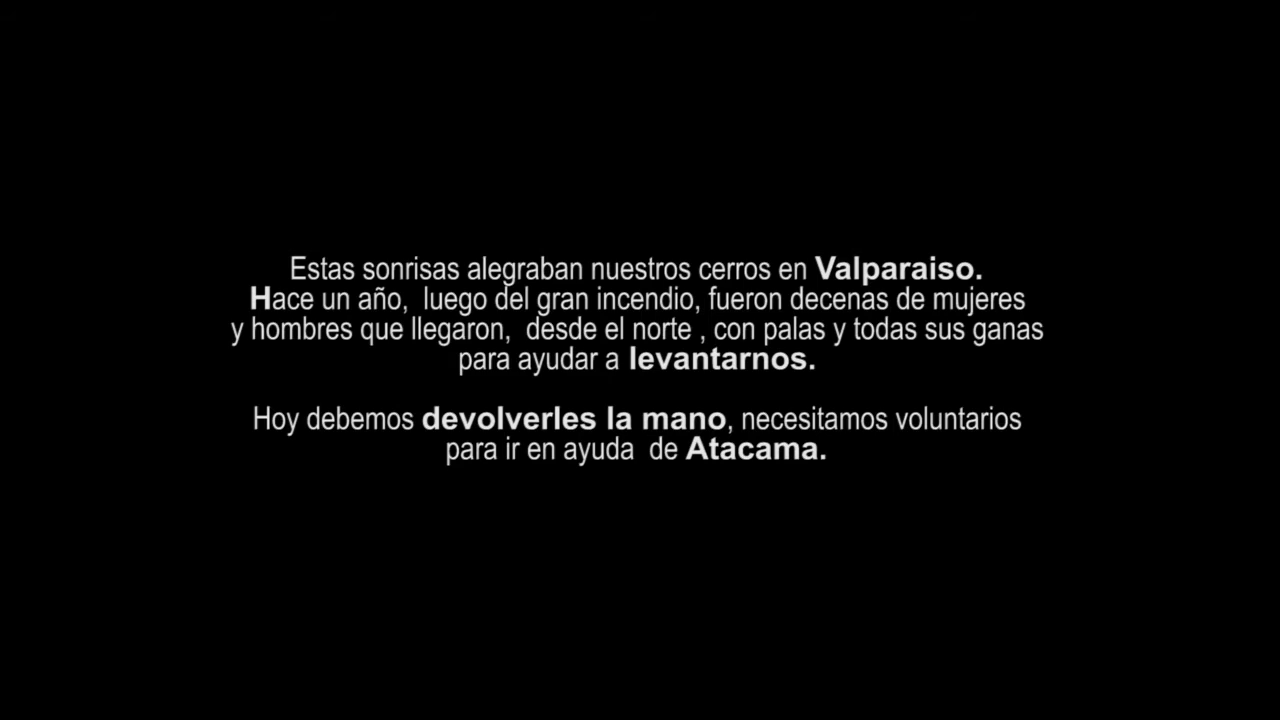 Estas sonrisas alegraban nuestros cerros en Valparaiso.
Hace un año,  luego del gran incendio, fueron decenas de mujeres
y hombres que llegaron,  desde el norte , con palas y todas sus ganas
para ayudar a levantarnos.
Hoy debemos devolverles la mano, necesitamos voluntarios
para ir en ayuda  de Atacama.